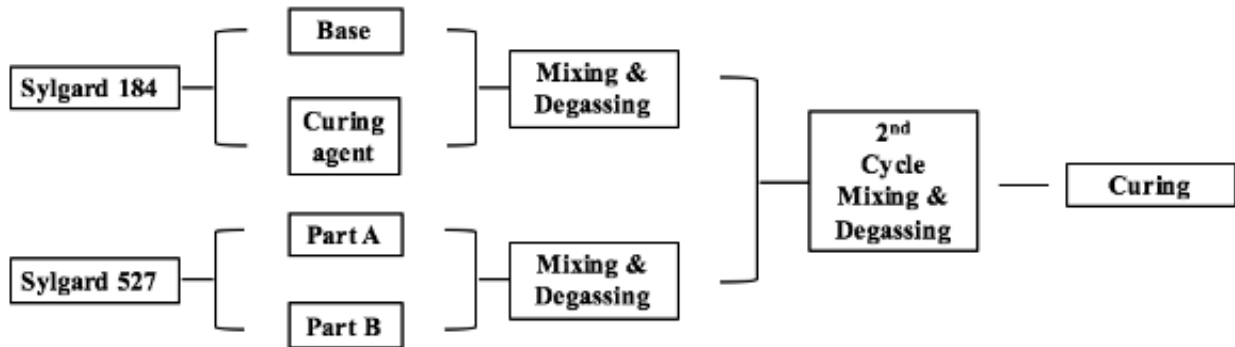 Sylgard 184
Base
Curing
agent
Mixing &
Degassing
Sylgard 527
Part A
Part B
Mixing &
Degassing
2nd
Cycle
Mixing &
Degassing
Curing